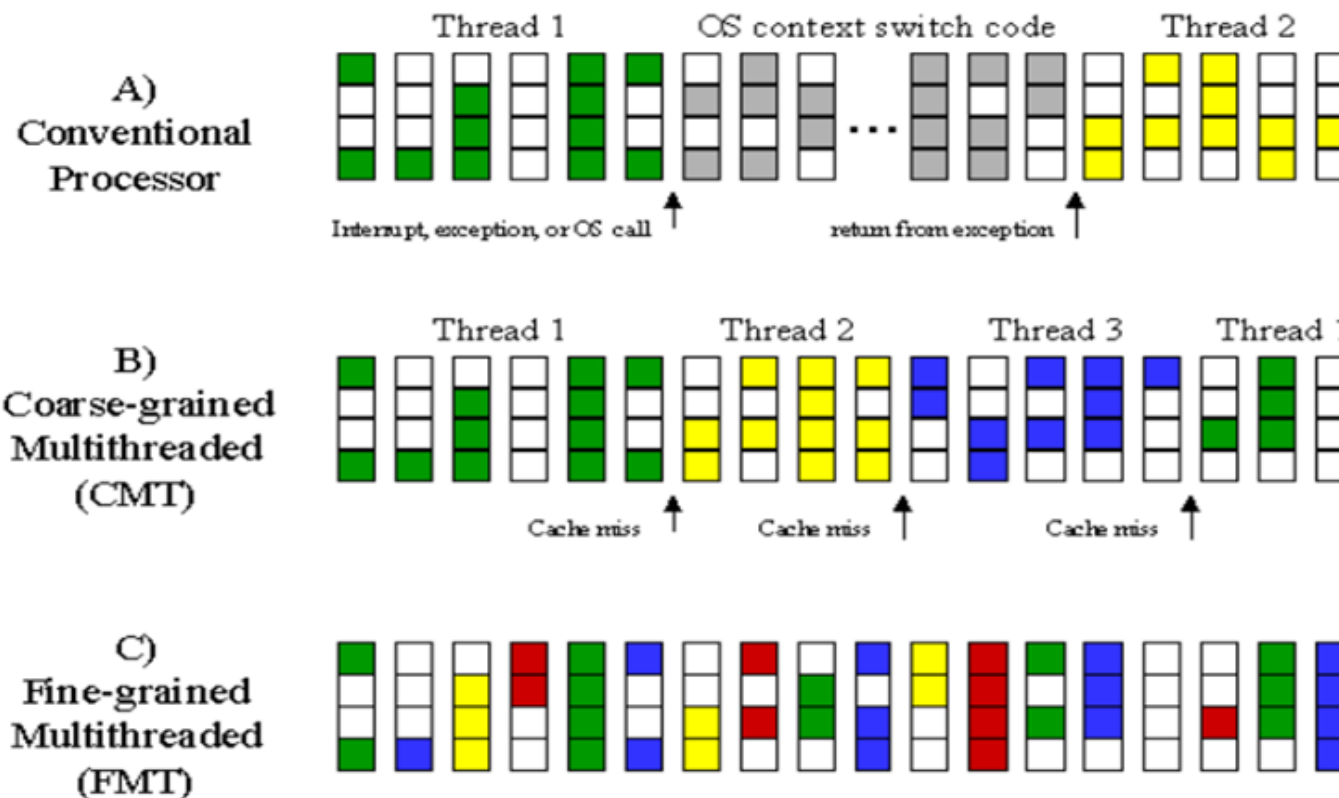 Thread 1 OS context switch code Thread 2
A)
Conventional
Processor
...
Interrupt, exception, or OS call
return from exception
Thread 1 Thread 2 Thread 3 Thread 1
B)
Coarse-grained
Multithreaded
(CMT)
Cache miss Cache miss Cache miss
C)
Fine-grained
Multithreaded
(FMT)